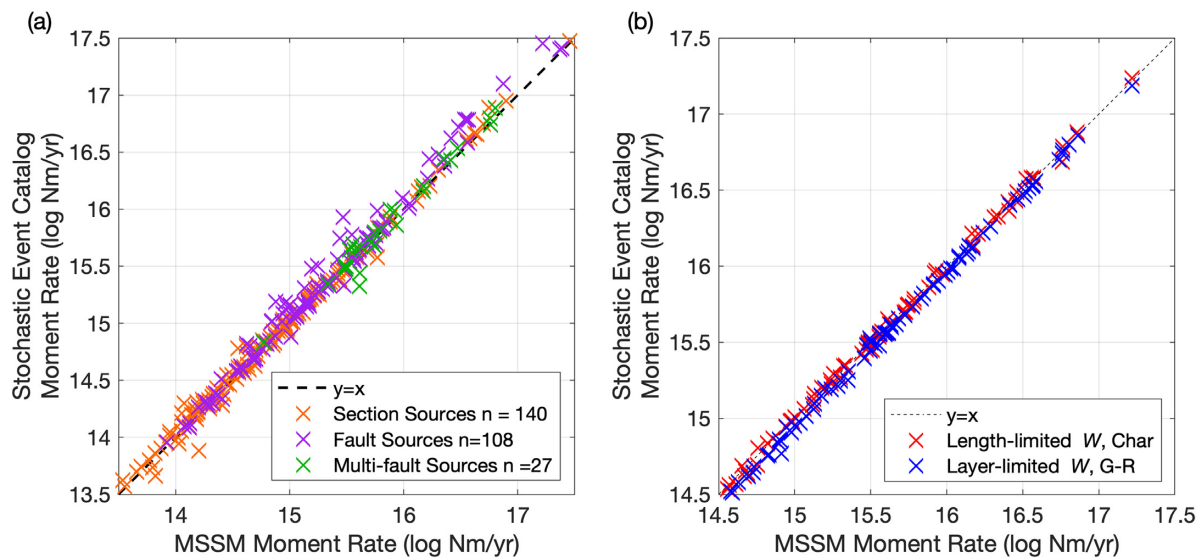 (a)
Stochastic Event Catalog
Moment Rate (log Nm/yr)
17.5
17
16.5
16
15.5
15
14.5
14
13.5
y=x
Section Sources n = 140
Fault Sources n=108
Multi-fault Sources n =27
14
15
16
17
MSSM Moment Rate (log Nm/yr)
(b)
Stochastic Event Catalog
Moment Rate (log Nm/yr)
17.5
17
16.5
16
15.5
15
14.5
y=x
Length-limited W, Char
Layer-limited W, G-R
14.5
15
15.5
16
16.5
17
17.5
MSSM Moment Rate (log Nm/yr)